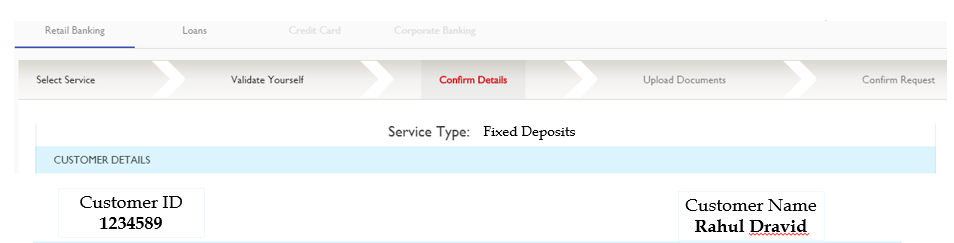 Retail Banking Loans Credit Card Corporate Banking
Select Service Validate Yourself Confirm Details Upload Documents Confirm Request
Service Type: Fixed Deposits
CUSTOMER DETAILS
Customer ID
1234589
Customer Name
Rahul Dravid